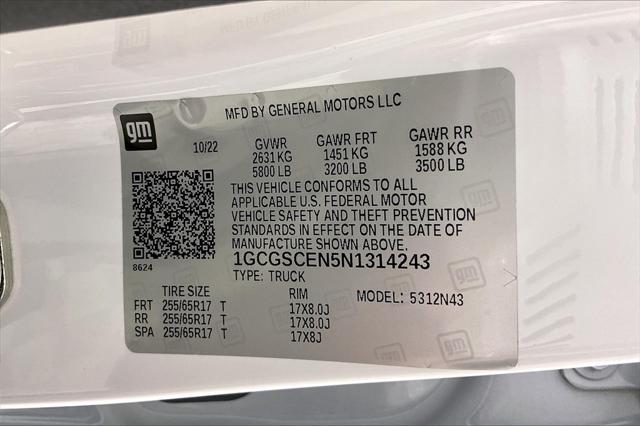 MFD BY GENERAL MOTORS LLC
gm
10/22
GVWR GAWR FRT GAWR RR
2631 KG 1451 KG 1588 KG
5800 LB 3200 LB 3500 LB
THIS VEHICLE CONFORMS TO ALL
APPLICABLE U.S. FEDERAL MOTOR
VEHICLE SAFETY AND THEFT PREVENTION
STANDARDS IN EFFECT ON THE DATE OF
MANUFACTURE SHOWN ABOVE.
8624
1GCGSCEN5N1314243
TYPE: TRUCK
TIRE SIZE RIM MODEL: 5312N43
FRT 255/65R17 T 17X8.0J
RR 255/65R17 T 17X8.0J
SPA 255/65R17 T 17X8J